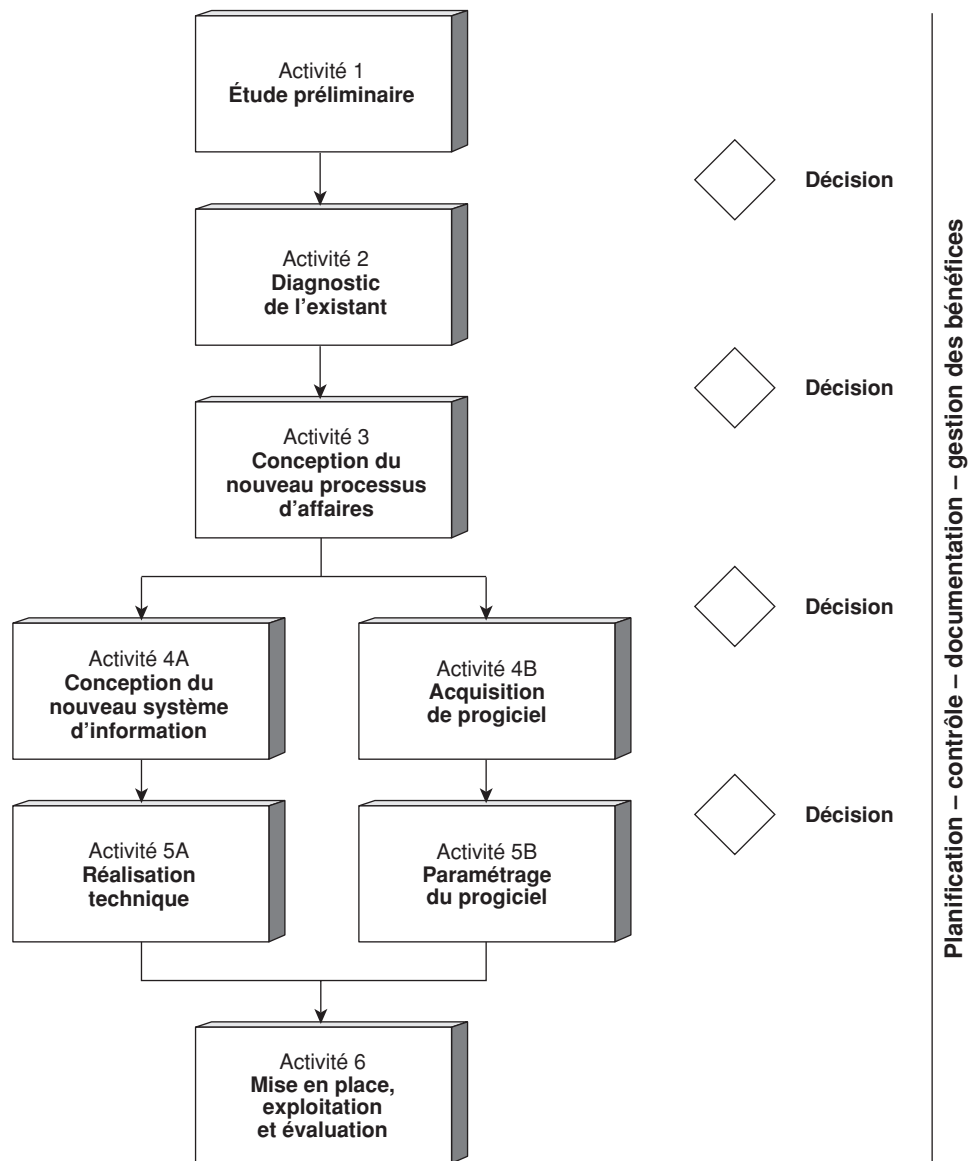 Activité 1
Étude préliminaire
Décision
Activité 2
Diagnostic
de l’existant
Décision
Activité 3
Conception du
nouveau processus
d’affaires
Décision
Activité 4A
Conception du
nouveau système
d’information
Activité 4B
Acquisition
de progiciel
Décision
Activité 5A
Réalisation
technique
Activité 5B
Paramétrage
du progiciel
Activité 6
Mise en place,
exploitation
et évaluation
Planification – contrôle – documentation – gestion des bénéfices